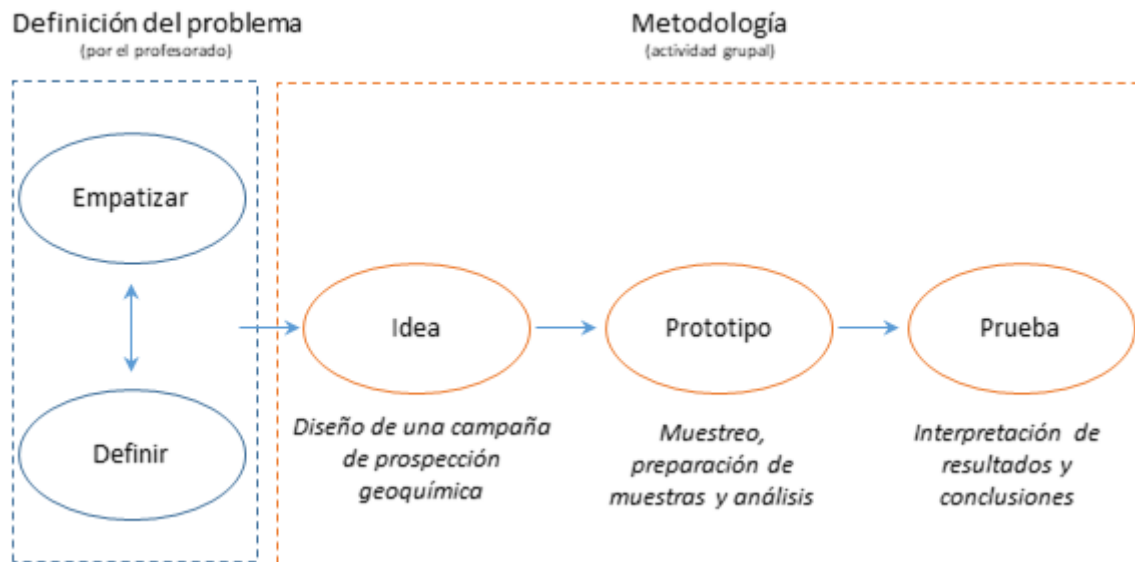 Definición del problema
(por el profesorado)
Metodología
(actividad grupal)
Empatizar
Definir
Idea
Prototipo
Prueba
Diseño de una campaña
de prospección
geoquímica
Muestreo,
preparación de
muestras y análisis
Interpretación de
resultados y
conclusiones